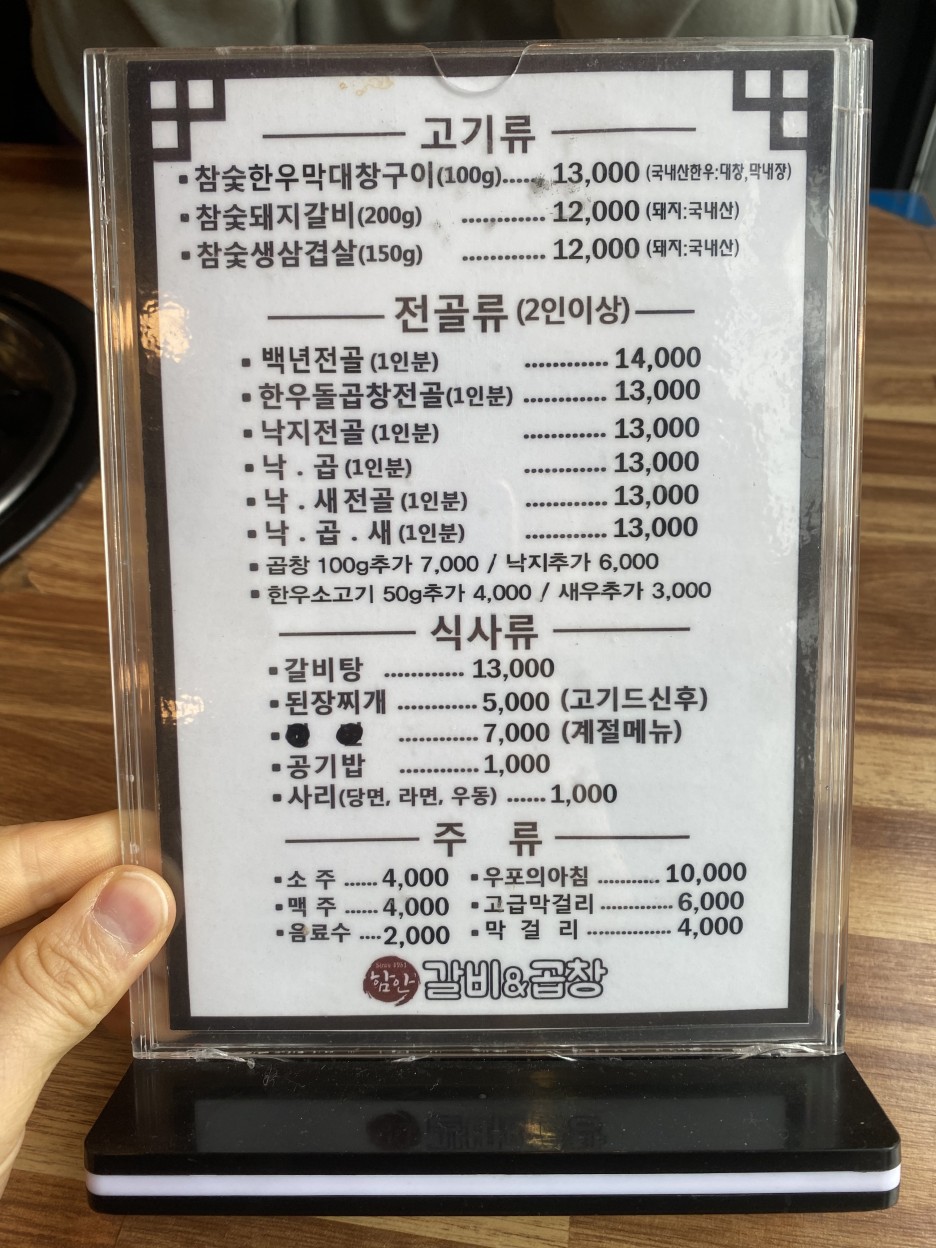 고기류
참숯한우막대창구이(100g)...... 13,000 (국내산한우:대창,막내장)
참숯돼지갈비(200g) ............ 12,000 (돼지:국내산)
참숯생삼겹살(150g) ............ 12,000 (돼지:국내산)
전골류 (2인이상)
백년전골 (1인분) ............ 14,000
한우돌곱창전골(1인분) ............ 13,000
낙지전골 (1인분) ............ 13,000
낙 . 곱 (1인분) ............ 13,000
낙 . 새전골 (1인분) ............ 13,000
낙 . 곱 . 새 (1인분) ............ 13,000
곱창 100g추가 7,000 / 낙지추가 6,000
한우소고기 50g추가 4,000 / 새우추가 3,000
식사류
갈비탕 ............ 13,000
된장찌개 ............ 5,000 (고기드신후)
............ 7,000 (계절메뉴)
공기밥 ............ 1,000
사리(당면, 라면, 우동) ...... 1,000
주 류
소 주 ...... 4,000 우포의아침 ............ 10,000
맥 주 ...... 4,000 고급막걸리 ............ 6,000
음료수 ....2,000 막 걸 리 ............ 4,000
함안 갈비&곱창